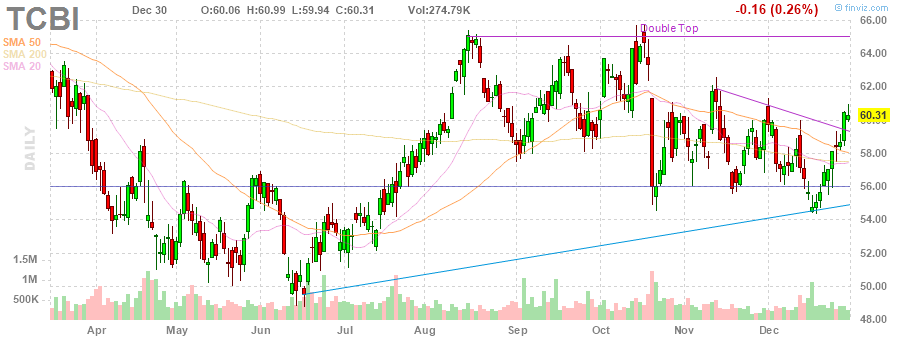 TCBI
Dec 30 O:60.06 H:60.99 L:59.94 C:60.31 Vol:274.79K -0.16 (0.26%)
© finviz.com
SMA 50
SMA 200
SMA 20
Double Top
DAILY
66.00
64.00
62.00
60.00
60.31
58.00
56.00
54.00
52.00
50.00
48.00
1.5M
1M
500K
Apr May Jun Jul Aug Sep Oct Nov Dec